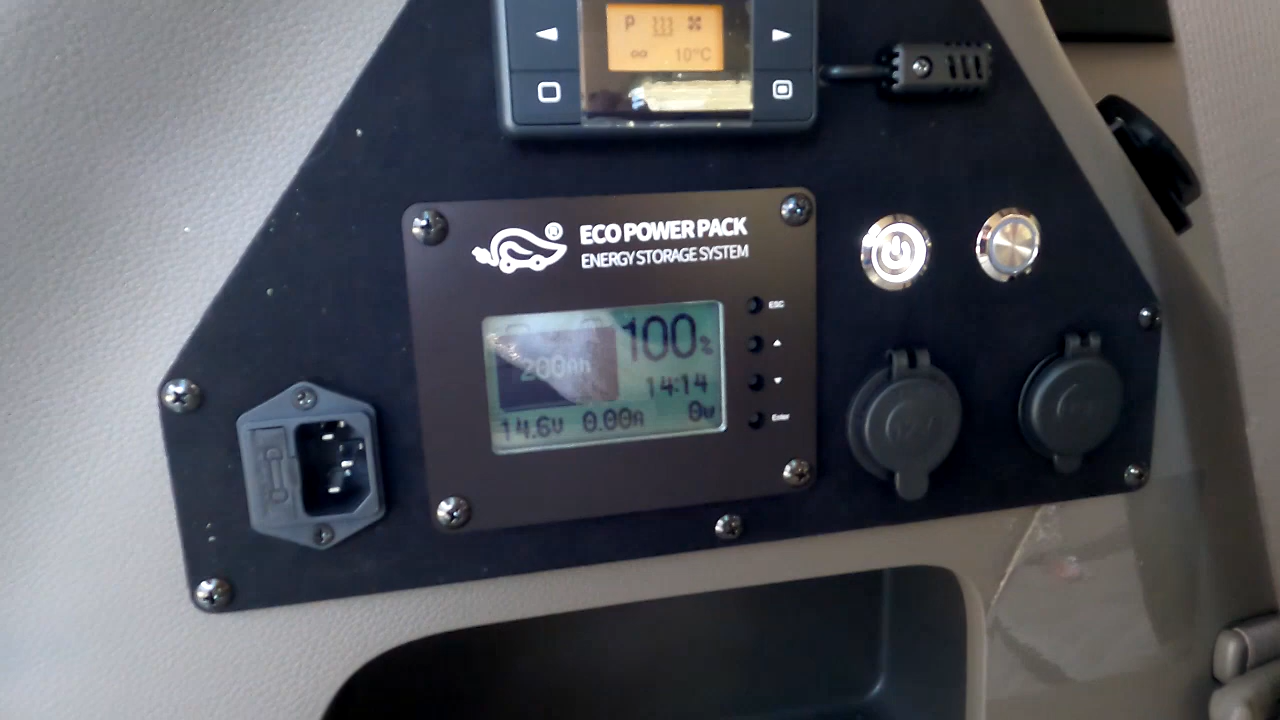 P
∞ 10°C
®
ECO POWER PACK
ENERGY STORAGE SYSTEM
ESC
100%
200Ah
14:14
Enter
14.6V 0.00A 0W